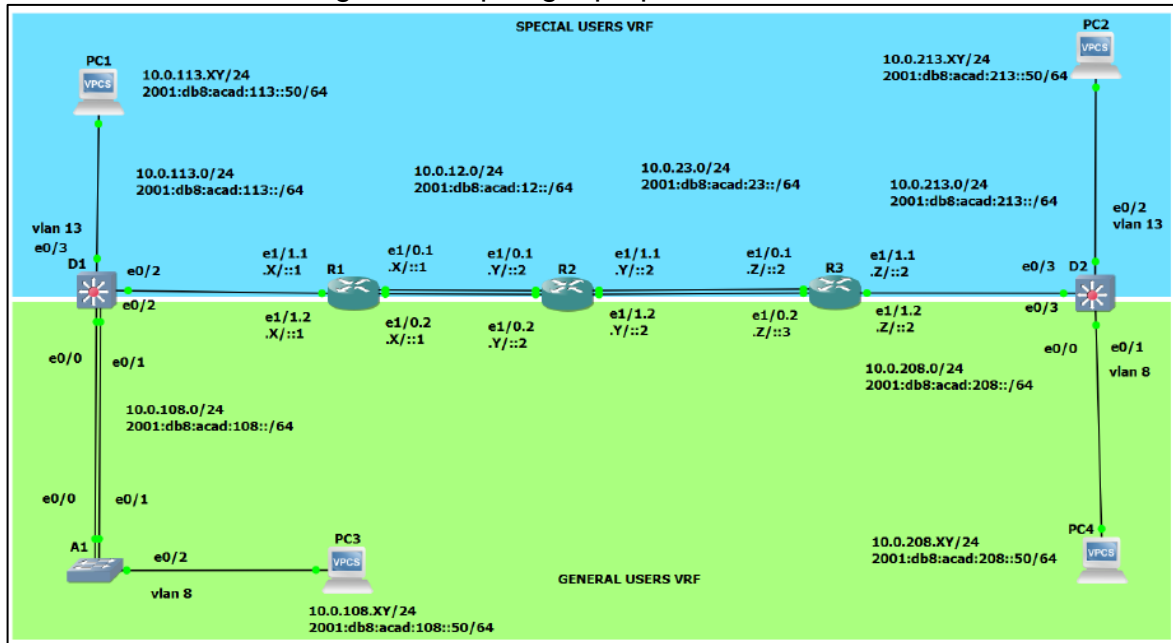 SPECIAL USERS VRF
PC1
VPCS
10.0.113.XY/24
2001:db8:acad:113::50/64
PC2
VPCS
10.0.213.XY/24
2001:db8:acad:213::50/64
10.0.113.0/24
2001:db8:acad:113::/64
10.0.12.0/24
2001:db8:acad:12::/64
10.0.23.0/24
2001:db8:acad:23::/64
10.0.213.0/24
2001:db8:acad:213::/64
vlan 13
e0/3
D1
e0/2
e0/2
e1/1.1
.X/::1
R1
e1/0.1
.X/::1
e1/0.1
.Y/::2
R2
e1/1.1
.Y/::2
e1/0.1
.Z/::2
R3
e1/1.1
.Z/::2
e0/2
vlan 13
e0/3
D2
e0/3
e1/1.2
.X/::1
e1/0.2
.X/::1
e1/0.2
.Y/::2
e1/1.2
.Y/::2
e1/0.2
.Z/::3
e1/1.2
.Z/::2
e0/0
e0/1
e0/0
e0/1
vlan 8
10.0.208.0/24
2001:db8:acad:208::/64
10.0.108.0/24
2001:db8:acad:108::/64
e0/0
e0/1
A1
e0/2
vlan 8
PC3
VPCS
10.0.108.XY/24
2001:db8:acad:108::50/64
GENERAL USERS VRF
PC4
VPCS
10.0.208.XY/24
2001:db8:acad:208::50/64